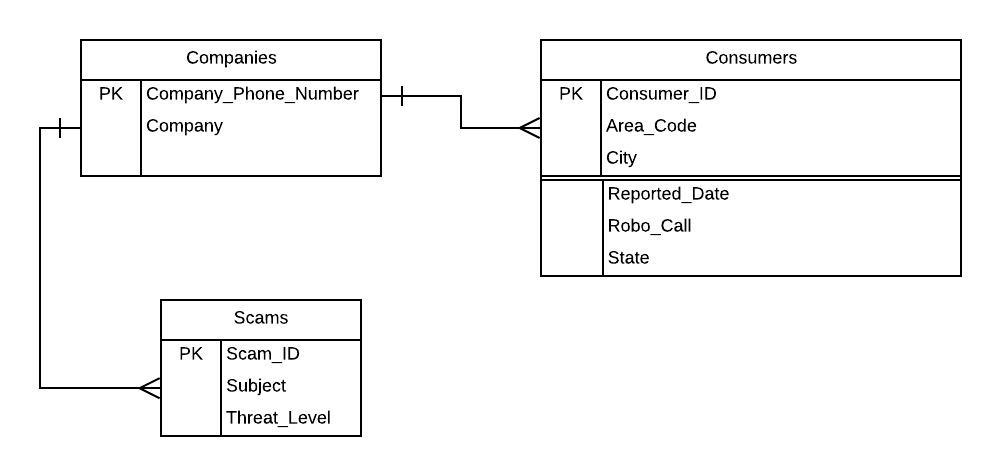 Companies
PK Company_Phone_Number
Company
Consumers
PK Consumer_ID
Area_Code
City
Reported_Date
Robo_Call
State
Scams
PK Scam_ID
Subject
Threat_Level